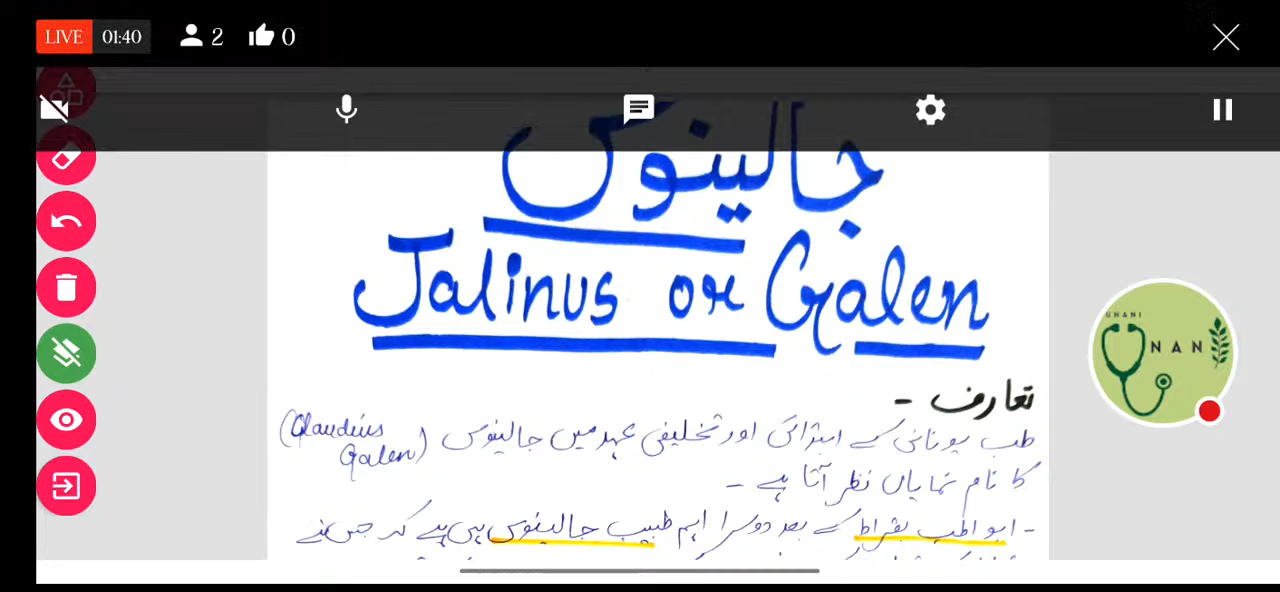 LIVE 01:40 2 0
جالینوس
Jalinus or Galen
UNANI
UNAN
تعارف -
طب یونانی کے ابتدائی اور تخلیقی عہد میں جالینوس (Claudius Galen)
کا نام نمایاں نظر آتا ہے -
- ابو الطب بقراط کے بعد دوسرا اہم طبیب جالینوس ہی ہے کہ جس نے